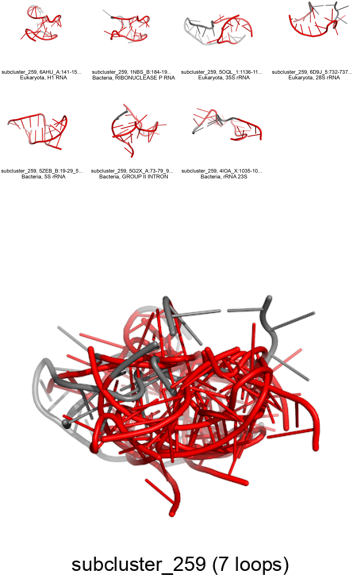 subcluster_259, 6AHU_A:141-15...
Eukaryota, H1 RNA
subcluster_259, 1NBS_B:184-19...
Bacteria, RIBONUCLEASE P RNA
subcluster_259, 5OQL_1:1136-11...
Eukaryota, 35S rRNA
subcluster_259, 6D9J_5:732-737...
Eukaryota, 28S rRNA
subcluster_259, 5ZEB_B:19-29_5...
Bacteria, 5S rRNA
subcluster_259, 5G2X_A:73-79_9...
Bacteria, GROUP II INTRON
subcluster_259, 4IOA_X:1035-10...
Bacteria, rRNA 23S
subcluster_259 (7 loops)